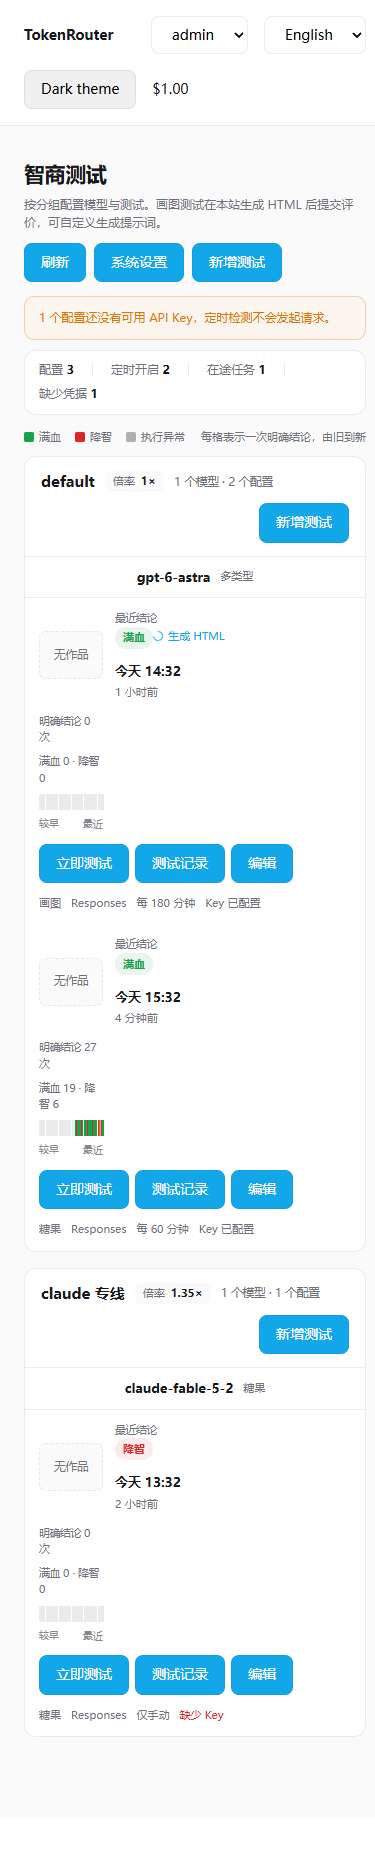 TokenRouter admin English
Dark theme $1.00
智商测试
按分组配置模型与测试。画图测试在本站生成 HTML 后提交评
价，可自定义生成提示词。
刷新 系统设置 新增测试
1 个配置还没有可用 API Key，定时检测不会发起请求。
配置 3 定时开启 2 在途任务 1
缺少凭据 1
满血 降智 执行异常 每格表示一次明确结论，由旧到新
default 倍率 1× 1 个模型 · 2 个配置
新增测试
gpt-6-astra 多类型
最近结论
无作品 满血 生成 HTML
今天 14:32
1 小时前
明确结论 0
次
满血 0 · 降智
0
较早 最近
立即测试 测试记录 编辑
画图 Responses 每 180 分钟 Key 已配置
最近结论
无作品 满血
今天 15:32
4 分钟前
明确结论 27
次
满血 19 · 降
智 6
较早 最近
立即测试 测试记录 编辑
糖果 Responses 每 60 分钟 Key 已配置
claude 专线 倍率 1.35× 1 个模型 · 1 个配置
新增测试
claude-fable-5-2 糖果
最近结论
无作品 降智
今天 13:32
2 小时前
明确结论 0
次
满血 0 · 降智
0
较早 最近
立即测试 测试记录 编辑
糖果 Responses 仅手动 缺少 Key